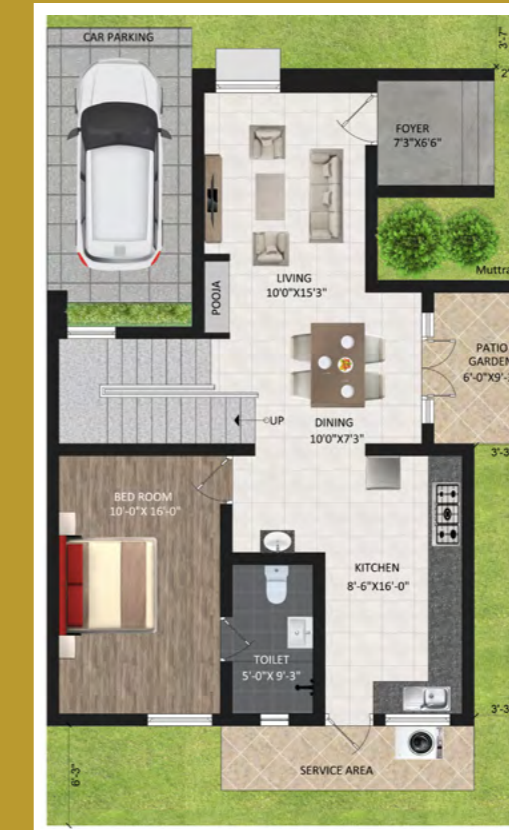 CAR PARKING
3'-7"
FOYER
7'3"X6'6"
LIVING
10'0"X15'3"
POOJA
PATIO
6'-0"X9'-
DINING
10'0"X7'3"
UP
3'-3
BED ROOM
10'-0"X 16'-0"
KITCHEN
8'-6"X16'-0"
TOILET
5'-0"X 9'-3"
3'-3
SERVICE AREA
6'-3"